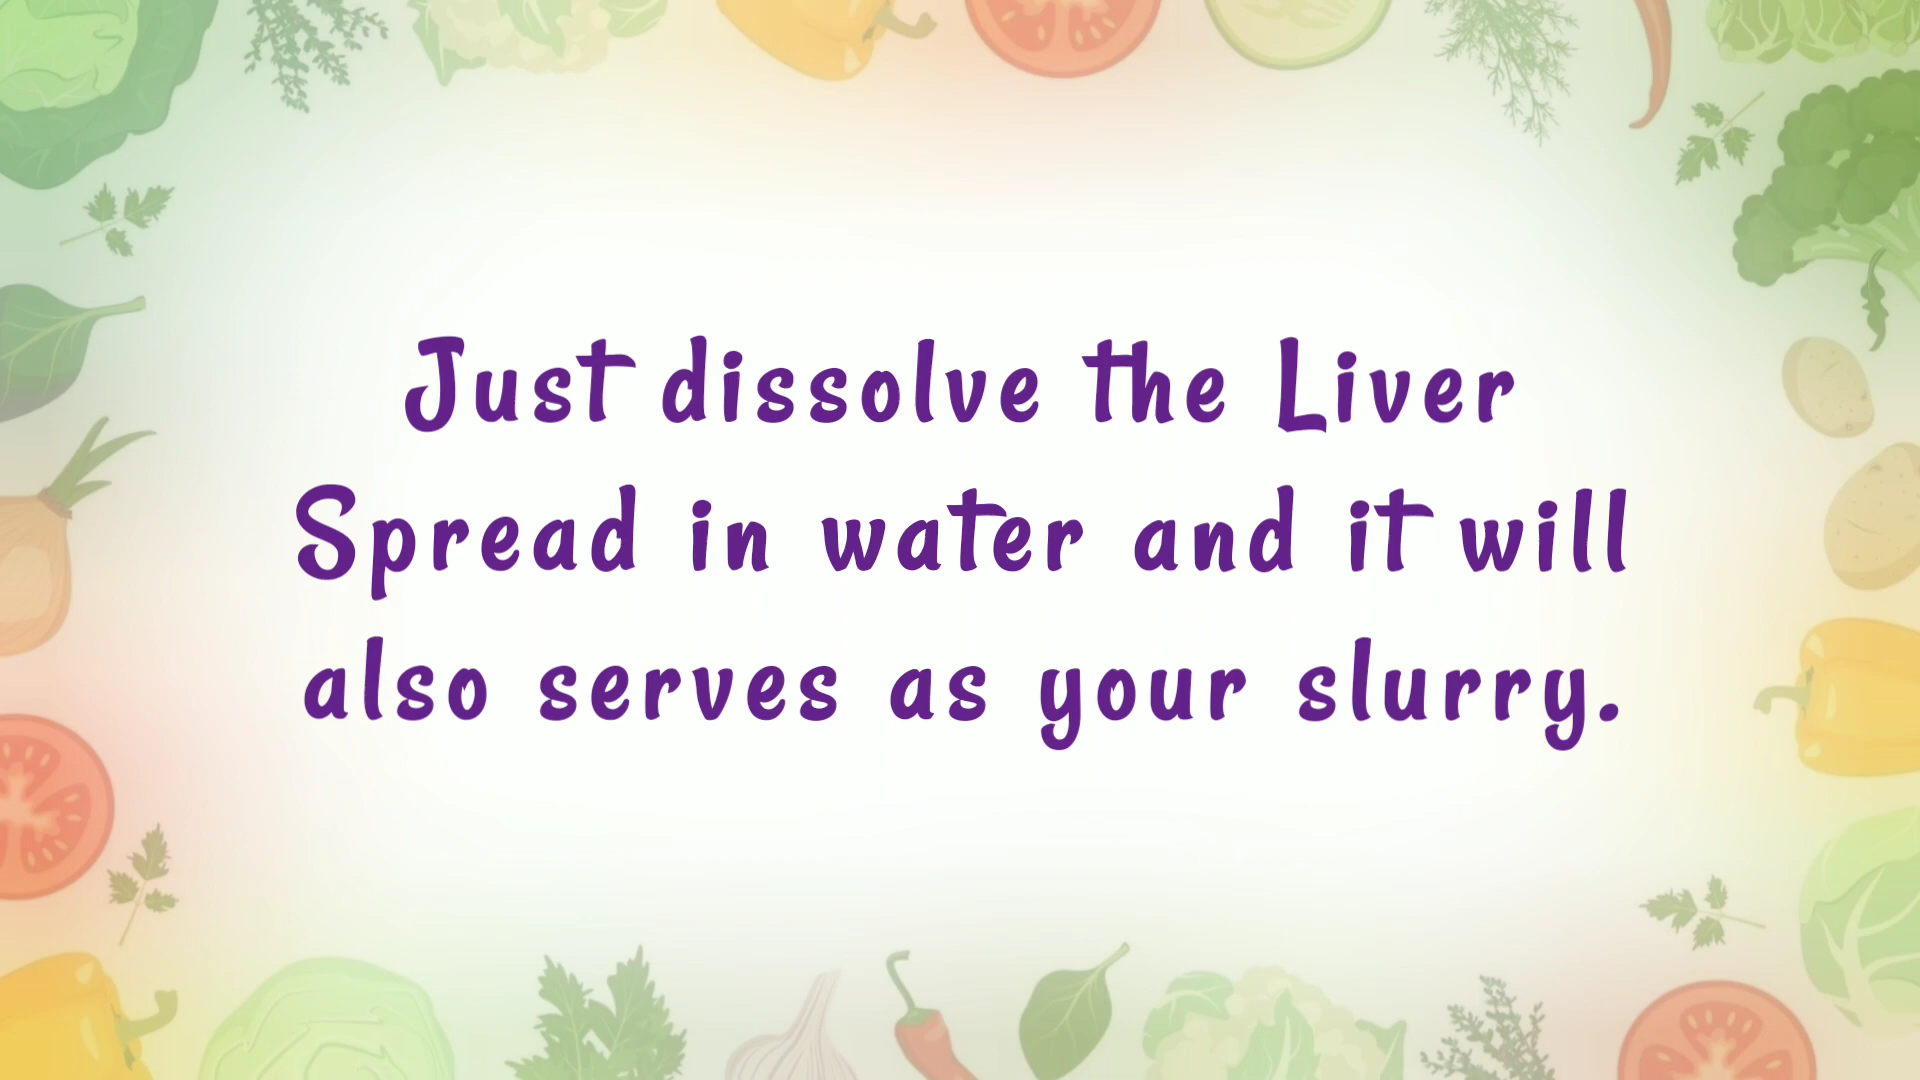 Just dissolve the Liver
Spread in water and it will
also serves as your slurry.